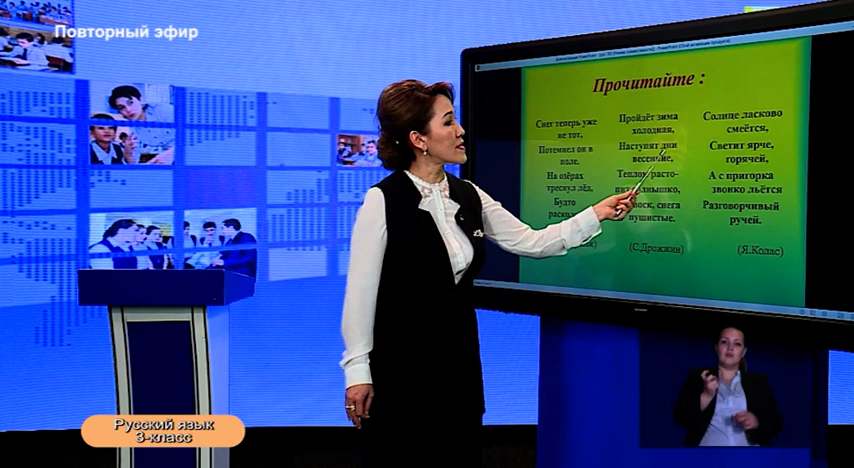 Повторный эфир
Прочитайте :
Снег теперь уже
не тот,
Потемнел он в
поле.
На озёрах
треснул лёд,
Будто
Пройдёт зима
холодная,
Наступят дни
весенние,
Теплом
снега
пушистые.
(С.Дрожжин)
Солнце ласково
смеётся,
Светит ярче,
горячей,
А с пригорка
звонко льётся
Разговорчивый
ручей.
(Я.Колас)
Русский язык
3-класс